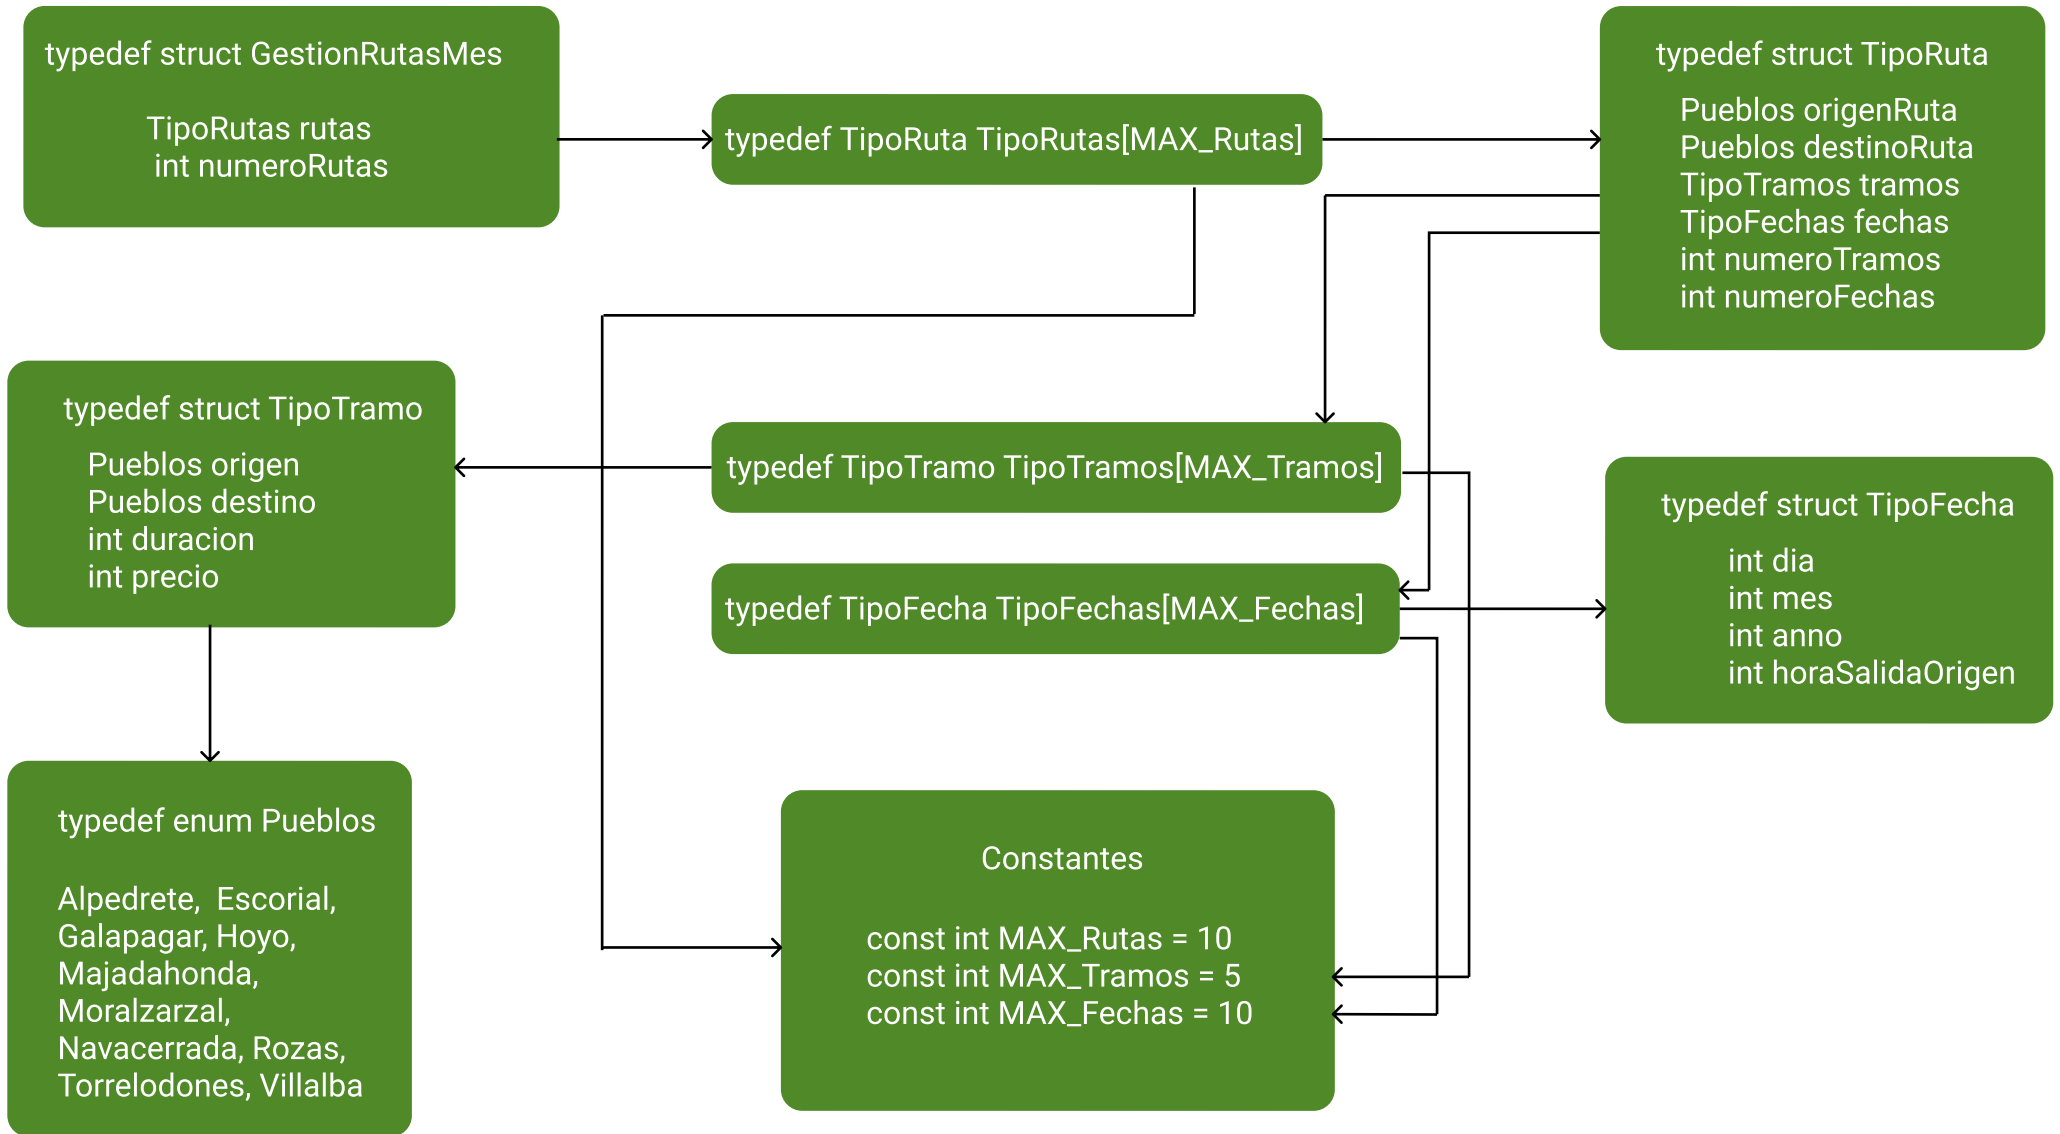 typedef struct GestionRutasMes
TipoRutas rutas
int numeroRutas
typedef TipoRuta TipoRutas[MAX_Rutas]
typedef struct TipoRuta
Pueblos origenRuta
Pueblos destinoRuta
TipoTramos tramos
TipoFechas fechas
int numeroTramos
int numeroFechas
typedef struct TipoTramo
Pueblos origen
Pueblos destino
int duracion
int precio
typedef TipoTramo TipoTramos[MAX_Tramos]
typedef TipoFecha TipoFechas[MAX_Fechas]
typedef struct TipoFecha
int dia
int mes
int anno
int horaSalidaOrigen
typedef enum Pueblos
Alpedrete,  Escorial,
Galapagar, Hoyo,
Majadahonda,
Moralzarzal,
Navacerrada, Rozas,
Torrelodones, Villalba
Constantes
const int MAX_Rutas = 10
const int MAX_Tramos = 5
const int MAX_Fechas = 10